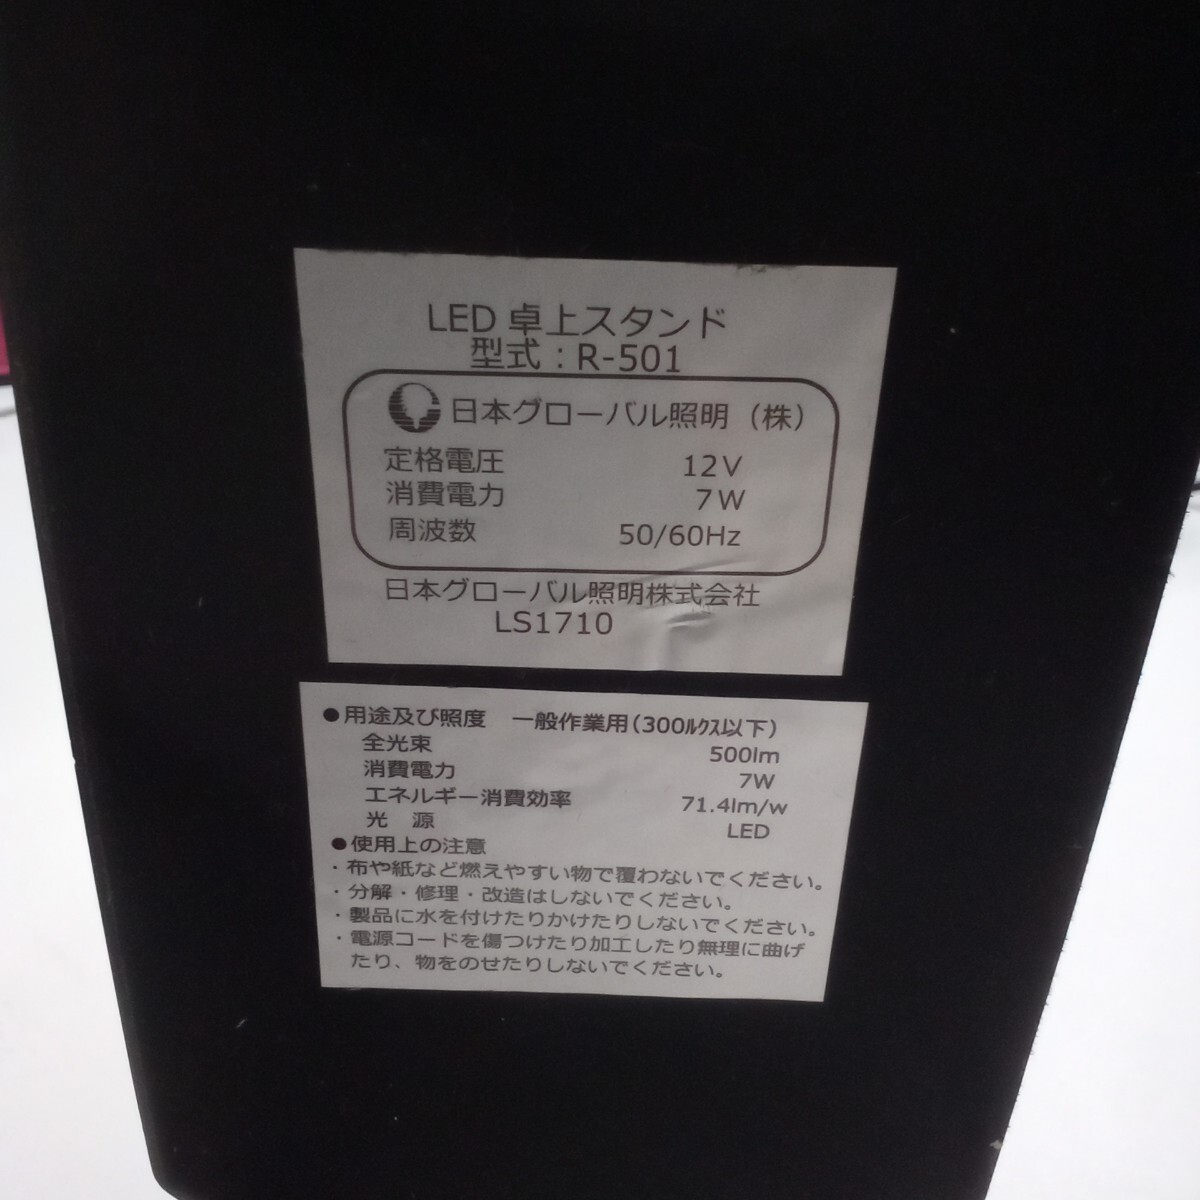 LED 卓上スタンド
型式：R-501
日本グローバル照明（株）
定格電圧 12V
消費電力 7W
周波数 50/60Hz
日本グローバル照明株式会社
LS1710
●用途及び照度 一般作業用(300ﾙｸｽ以下)
全光束 500lm
消費電力 7W
エネルギー消費効率 71.4lm/w
光 源 LED
●使用上の注意
・布や紙など燃えやすい物で覆わないでください。
・分解・修理・改造はしないでください。
・製品に水を付けたりかけたりしないでください。
・電源コードを傷つけたり加工したり無理に曲げ
たり、物をのせたりしないでください。